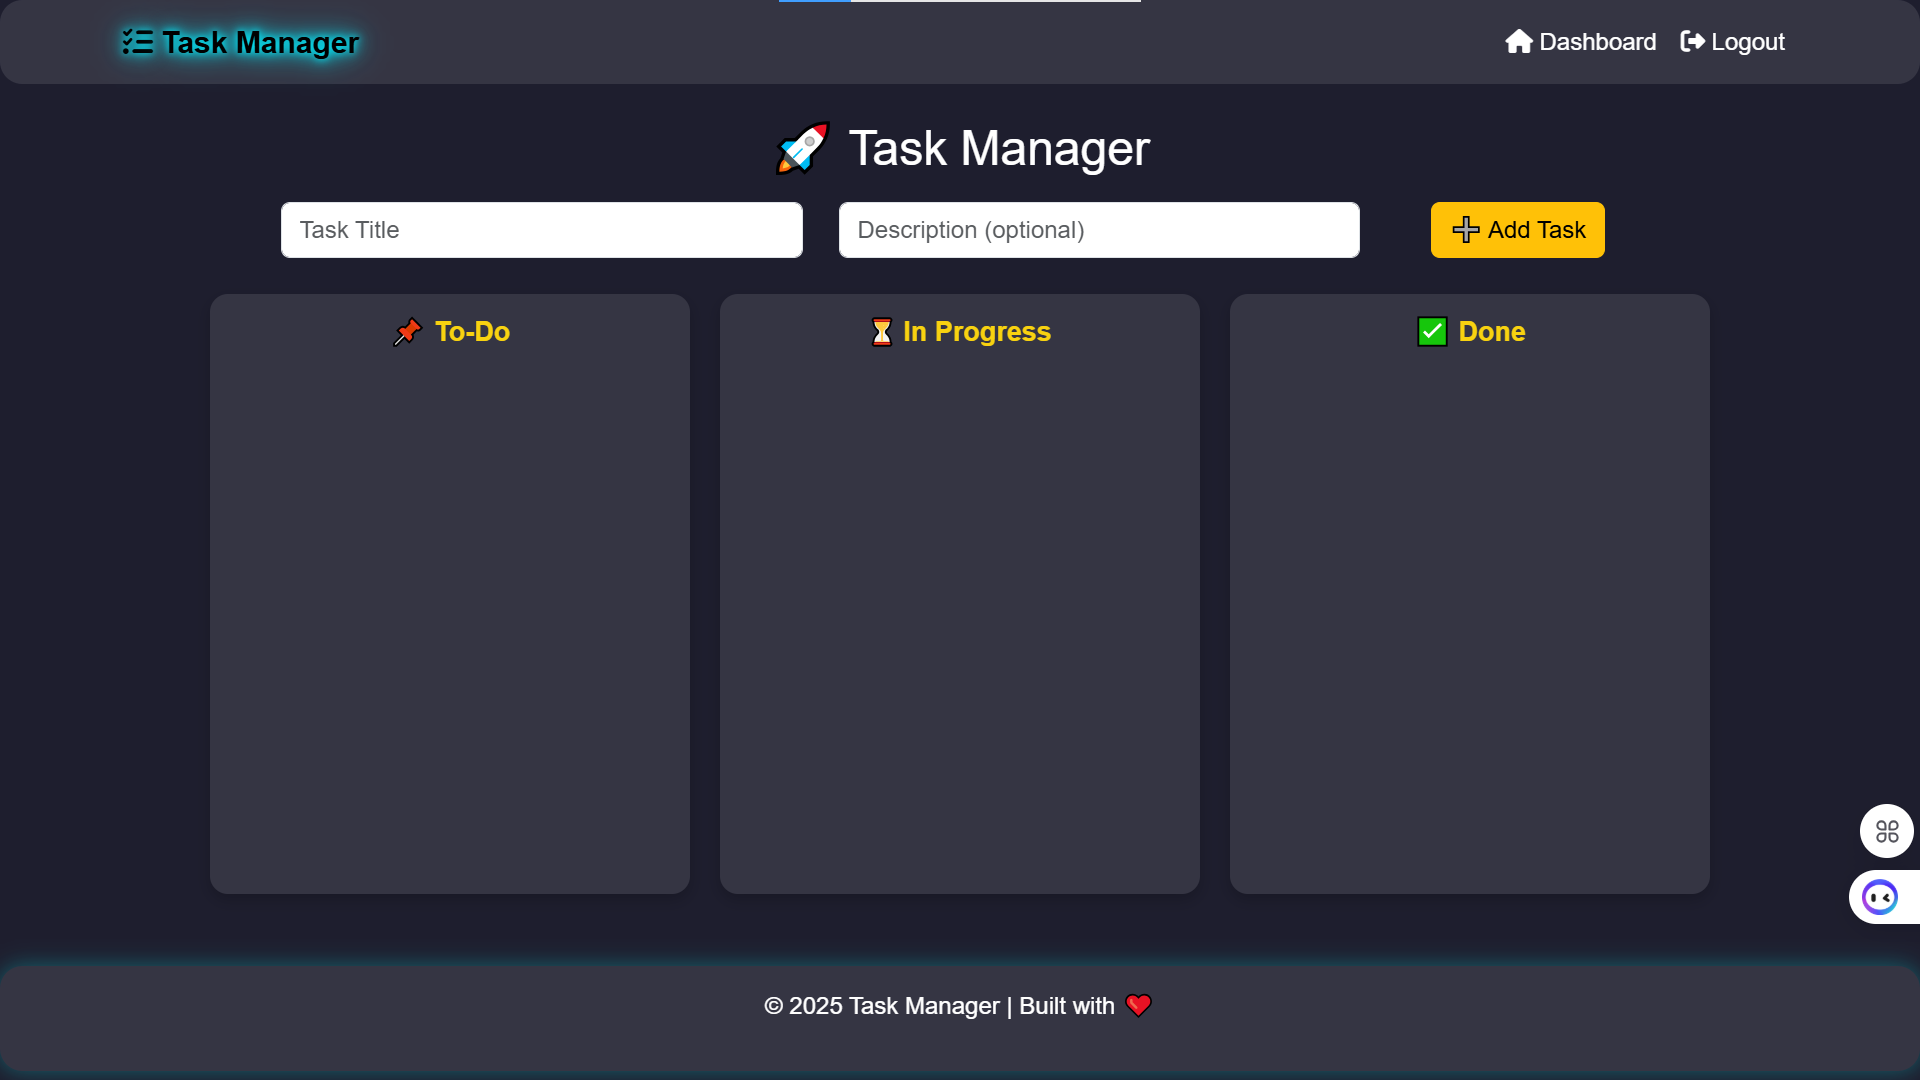 Task Manager
Dashboard
Logout
🚀 Task Manager
Task Title
Description (optional)
➕ Add Task
📌 To-Do
⏳ In Progress
✅ Done
© 2025 Task Manager | Built with ❤️